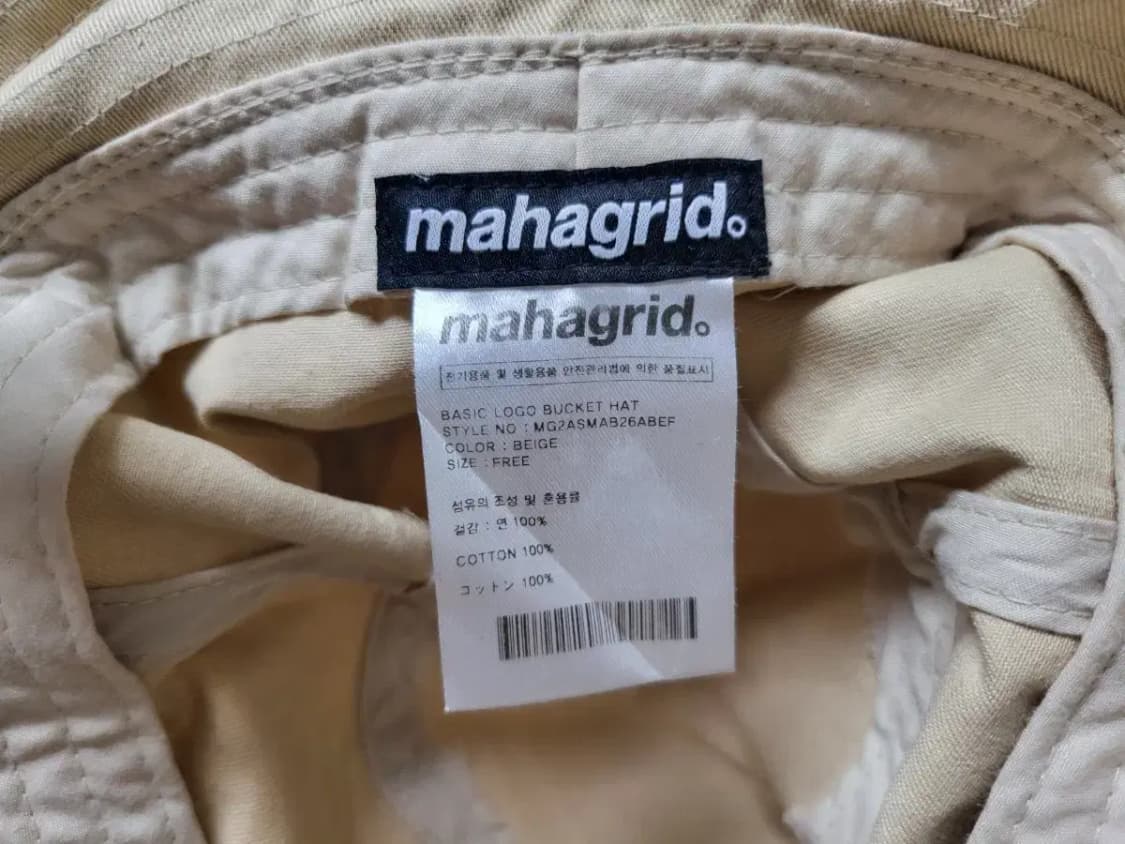 mahagrid.
mahagrid.
전기용품 및 생활용품 안전관리법에 의한 품질표시
BASIC LOGO BUCKET HAT
STYLE NO : MG2ASMAB26ABEF
COLOR : BEIGE
SIZE : FREE
섬유의 조성 및 혼용률
겉감 : 면 100%
COTTON 100%
コットン 100%